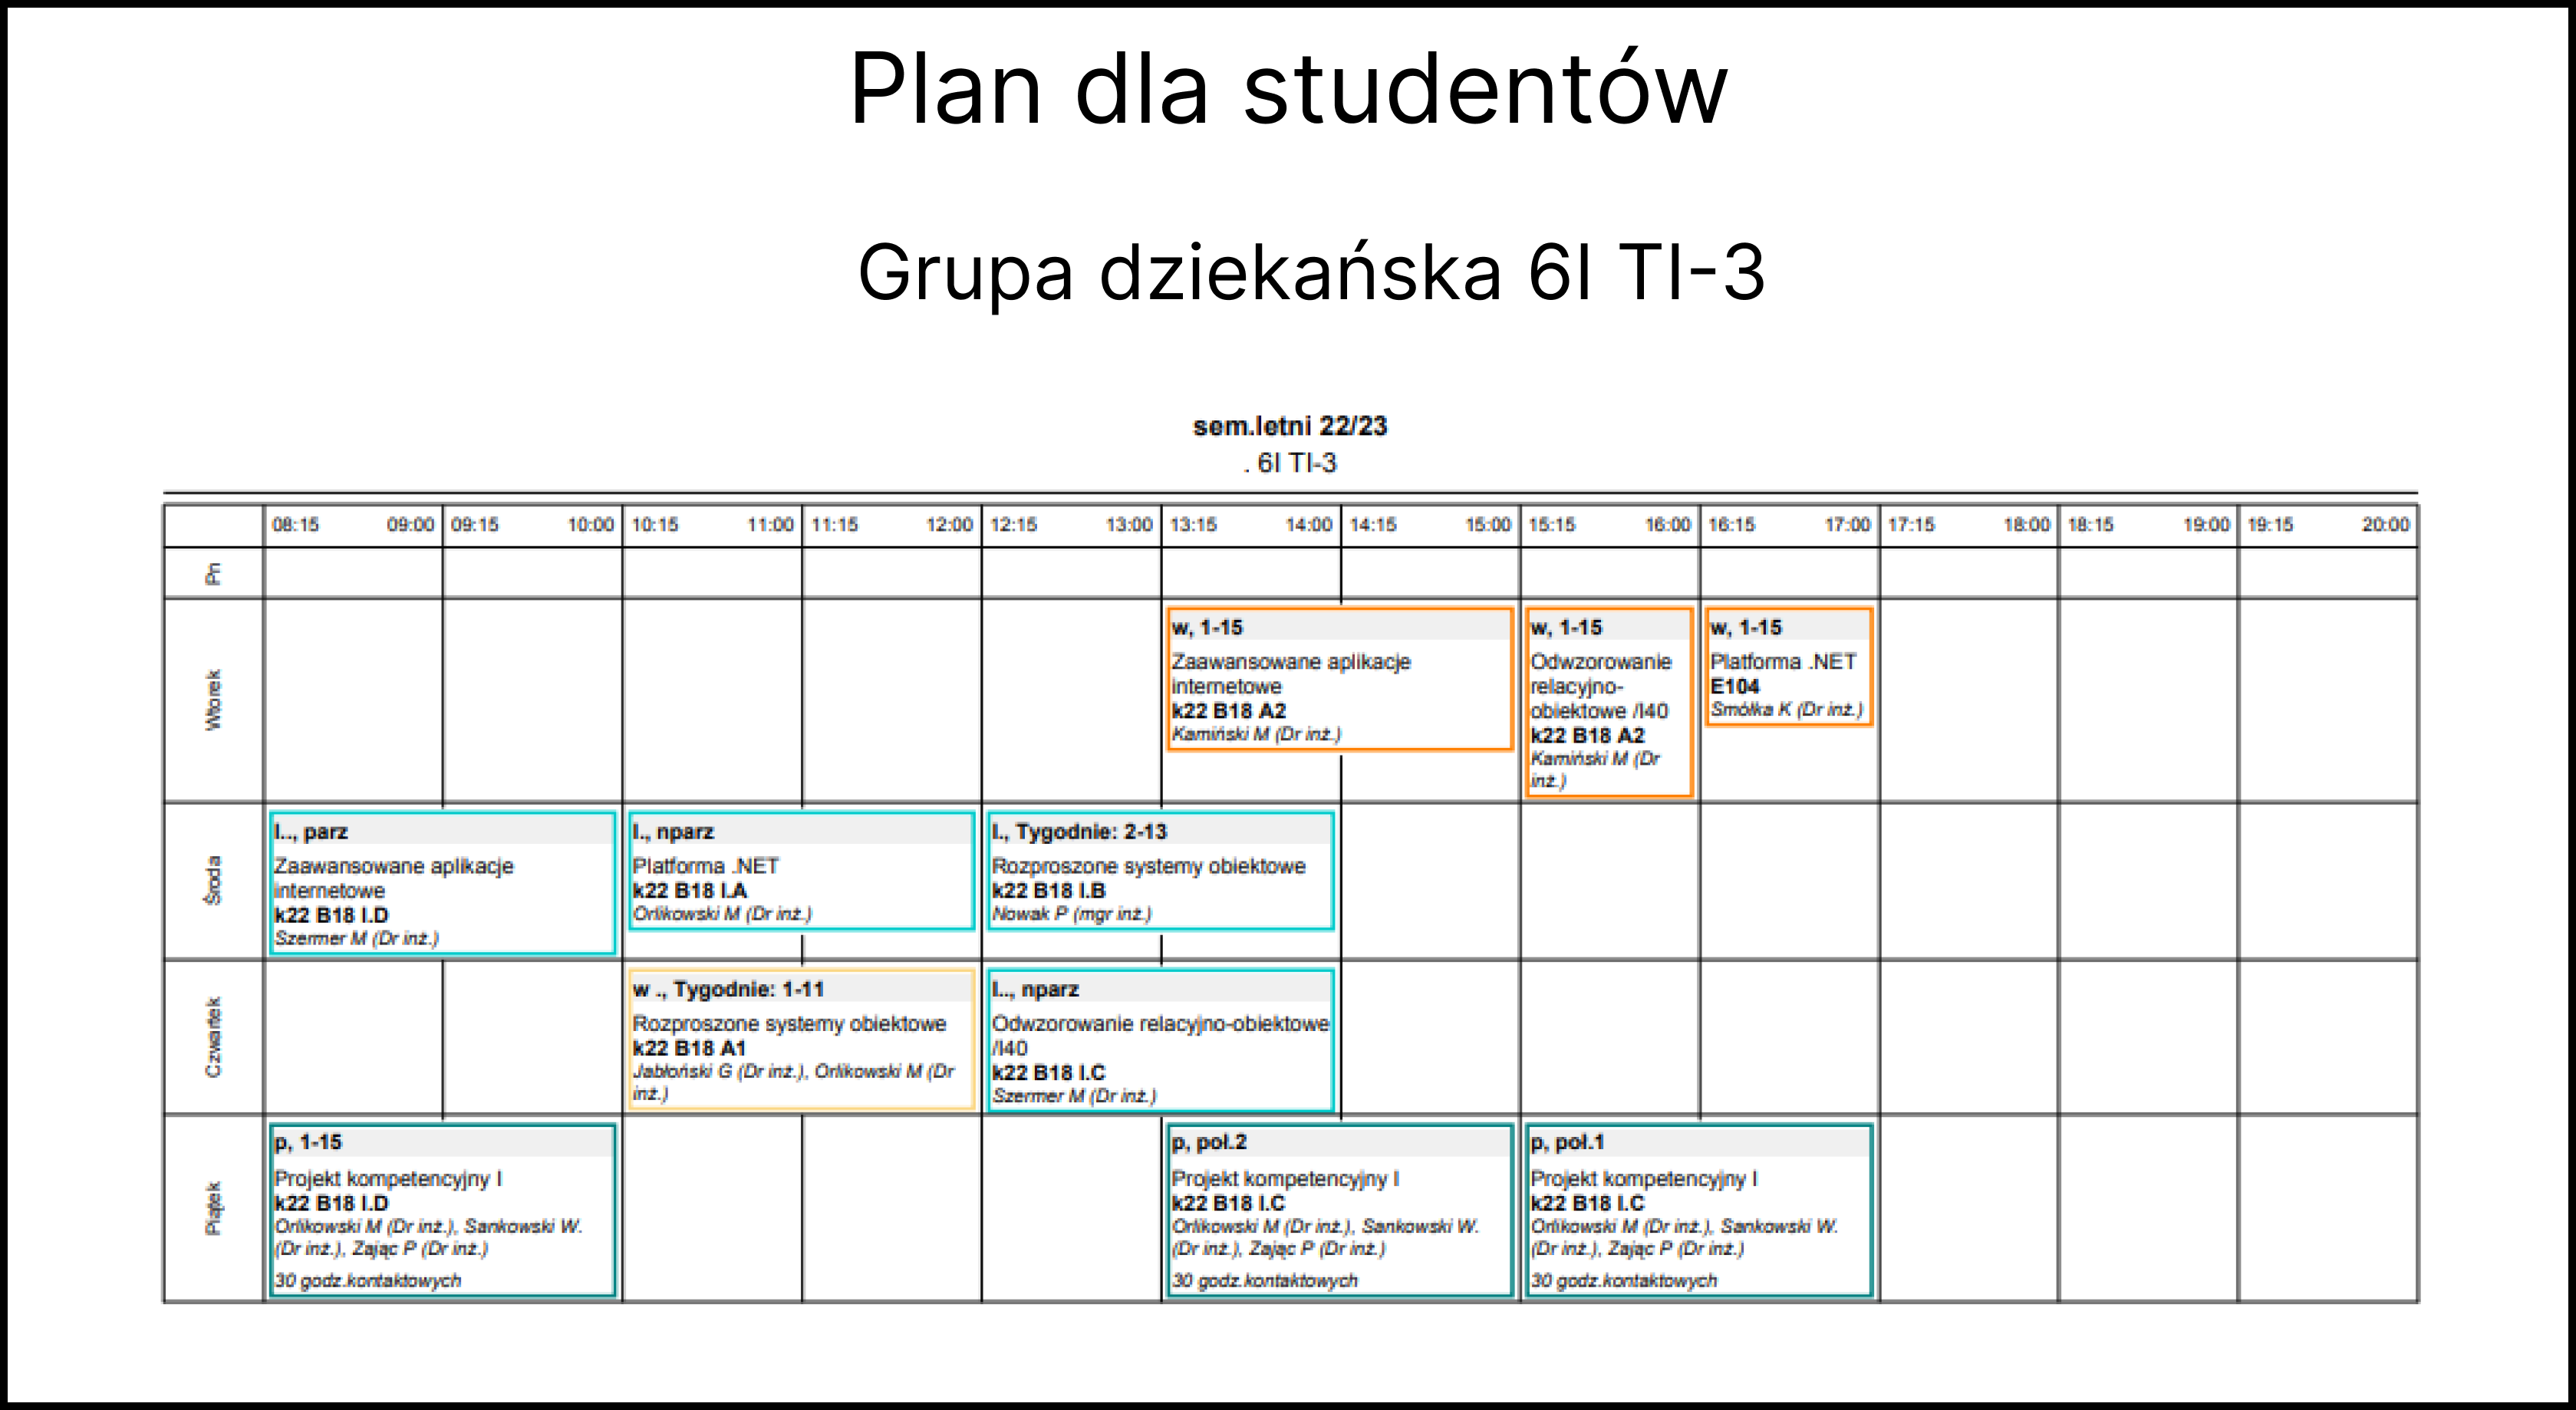 Plan dla studentów
Grupa dziekańska 6I TI-3
sem.letni 22/23
. 6I TI-3
08:15 09:00 09:15 10:00 10:15 11:00 11:15 12:00 12:15 13:00 13:15 14:00 14:15 15:00 15:15 16:00 16:15 17:00 17:15 18:00 18:15 19:00 19:15 20:00
Pn
Wtorek
w, 1-15
Zaawansowane aplikacje
internetowe
k22 B18 A2
Kamiński M (Dr inż.)
w, 1-15
Odwzorowanie
relacyjno-
obiektowe /I40
k22 B18 A2
Kamiński M (Dr
inż.)
w, 1-15
Platforma .NET
E104
Smółka K (Dr inż.)
Środa
l.., parz
Zaawansowane aplikacje
internetowe
k22 B18 I.D
Szermer M (Dr inż.)
l., nparz
Platforma .NET
k22 B18 I.A
Orlikowski M (Dr inż.)
l., Tygodnie: 2-13
Rozproszone systemy obiektowe
k22 B18 I.B
Nowak P (mgr inż.)
Czwartek
w ., Tygodnie: 1-11
Rozproszone systemy obiektowe
k22 B18 A1
Jabłoński G (Dr inż.), Orlikowski M (Dr
inż.)
l.., nparz
Odwzorowanie relacyjno-obiektowe
/I40
k22 B18 I.C
Szermer M (Dr inż.)
Piątek
p, 1-15
Projekt kompetencyjny I
k22 B18 I.D
Orlikowski M (Dr inż.), Sankowski W.
(Dr inż.), Zając P (Dr inż.)
30 godz.kontaktowych
p, poł.2
Projekt kompetencyjny I
k22 B18 I.C
Orlikowski M (Dr inż.), Sankowski W.
(Dr inż.), Zając P (Dr inż.)
30 godz.kontaktowych
p, poł.1
Projekt kompetencyjny I
k22 B18 I.C
Orlikowski M (Dr inż.), Sankowski W.
(Dr inż.), Zając P (Dr inż.)
30 godz.kontaktowych